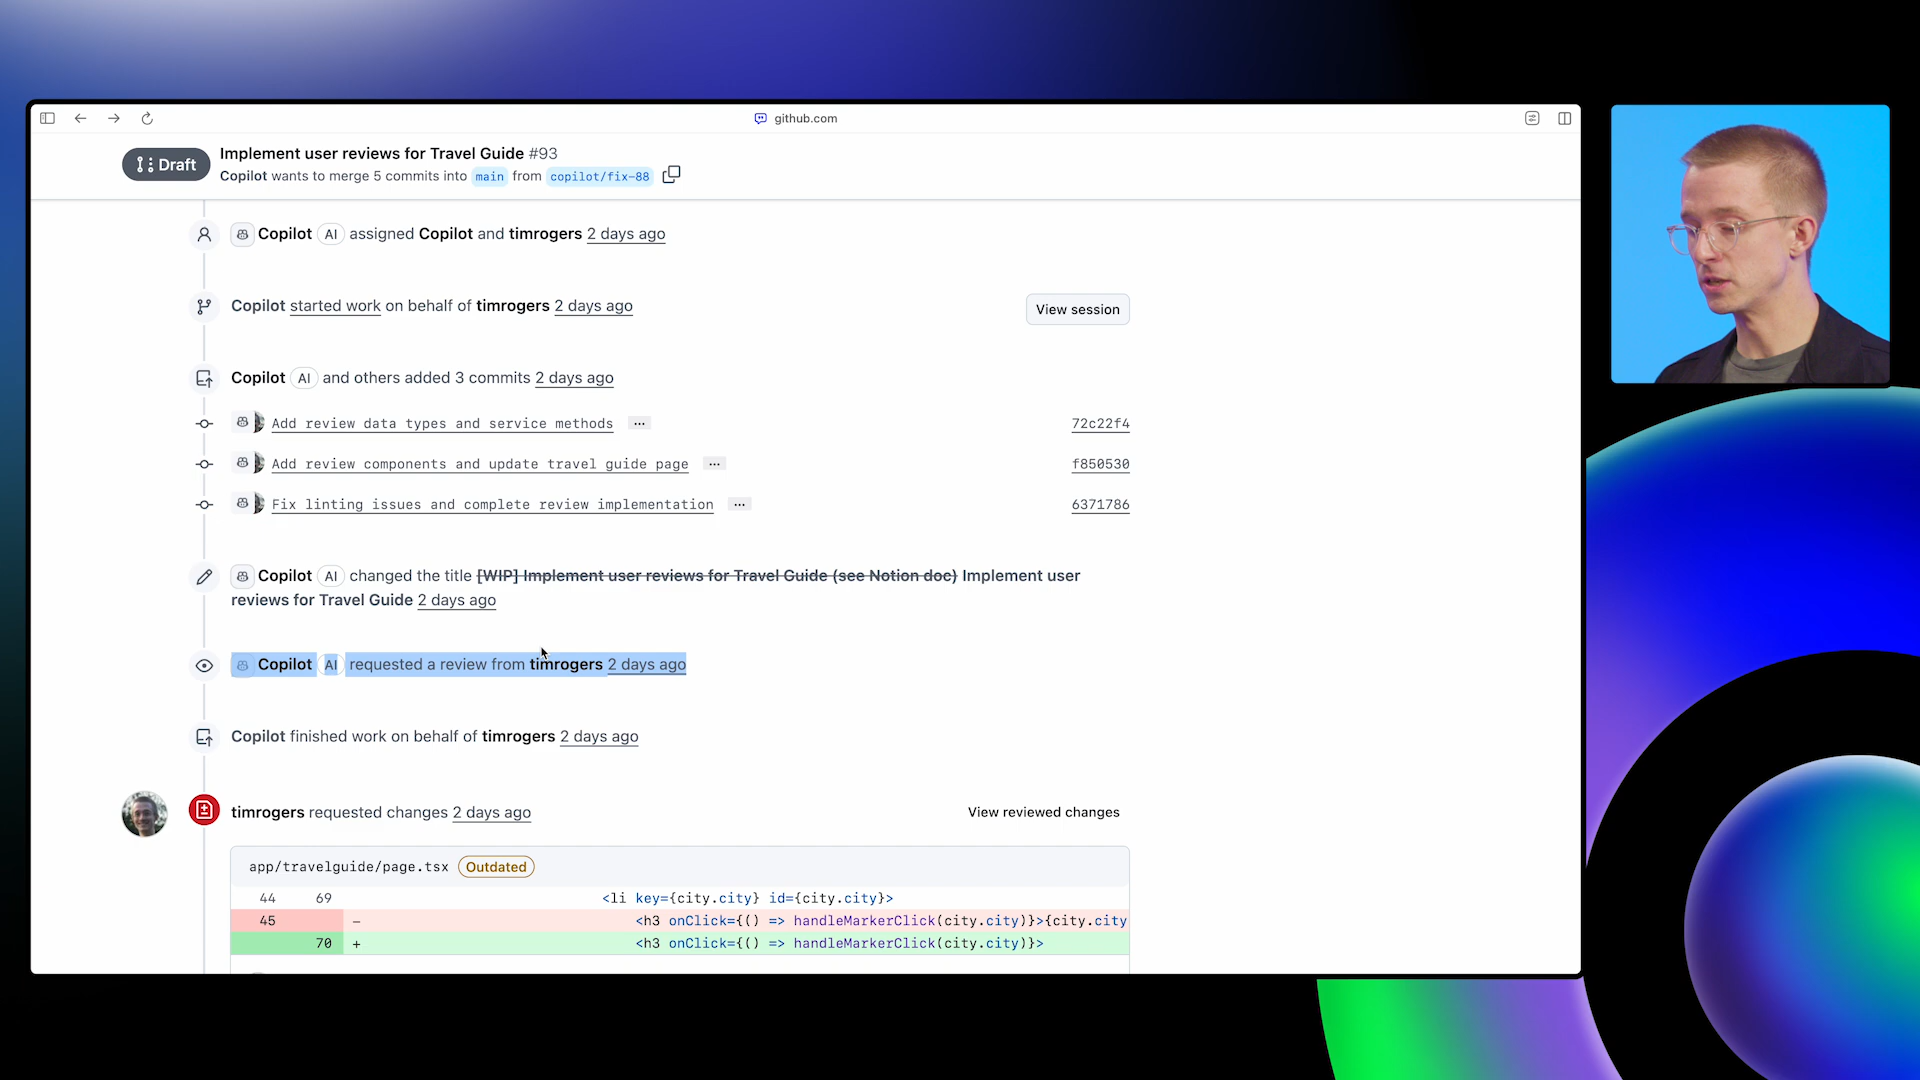 github.com
Draft
Implement user reviews for Travel Guide #93
Copilot wants to merge 5 commits into main from copilot/fix-88
Copilot AI assigned Copilot and timrogers 2 days ago
Copilot started work on behalf of timrogers 2 days ago
View session
Copilot AI and others added 3 commits 2 days ago
Add review data types and service methods ... 72c22f4
Add review components and update travel guide page ... f850530
Fix linting issues and complete review implementation ... 6371786
Copilot AI changed the title [WIP] Implement user reviews for Travel Guide (see Notion doc) Implement user
reviews for Travel Guide 2 days ago
Copilot AI requested a review from timrogers 2 days ago
Copilot finished work on behalf of timrogers 2 days ago
timrogers requested changes 2 days ago
View reviewed changes
app/travelguide/page.tsx Outdated
44 69 <li key={city.city} id={city.city}>
45 - <h3 onClick={() => handleMarkerClick(city.city)}>{city.city
70 + <h3 onClick={() => handleMarkerClick(city.city)}>